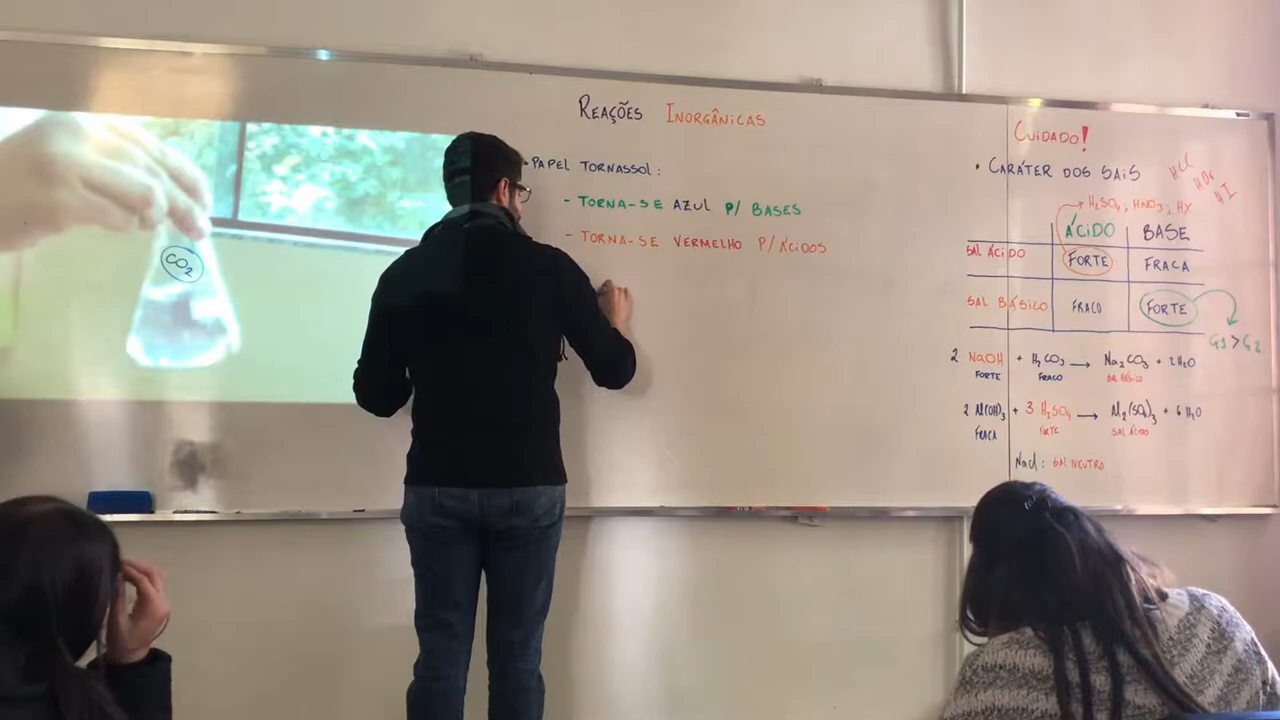 CO2
REAÇÕES INORGÂNICAS
• PAPEL TORNASSOL:
- TORNA-SE AZUL P/ BASES
- TORNA-SE VERMELHO P/ ÁCIDOS
CUIDADO!
• CARÁTER DOS SAIS
HCl
HBr
HI
H2SO4, HNO3, HX
ÁCIDO BASE
SAL ÁCIDO FORTE FRACA
SAL BÁSICO FRACO FORTE
G1 > G2
2 NaOH + H2CO3 → Na2CO3 + 2H2O
FORTE FRACO SAL BÁSICO
2 Al(OH)3 + 3 H2SO4 → Al2(SO4)3 + 6H2O
FRACA FORTE SAL ÁCIDO
NaCl: SAL NEUTRO